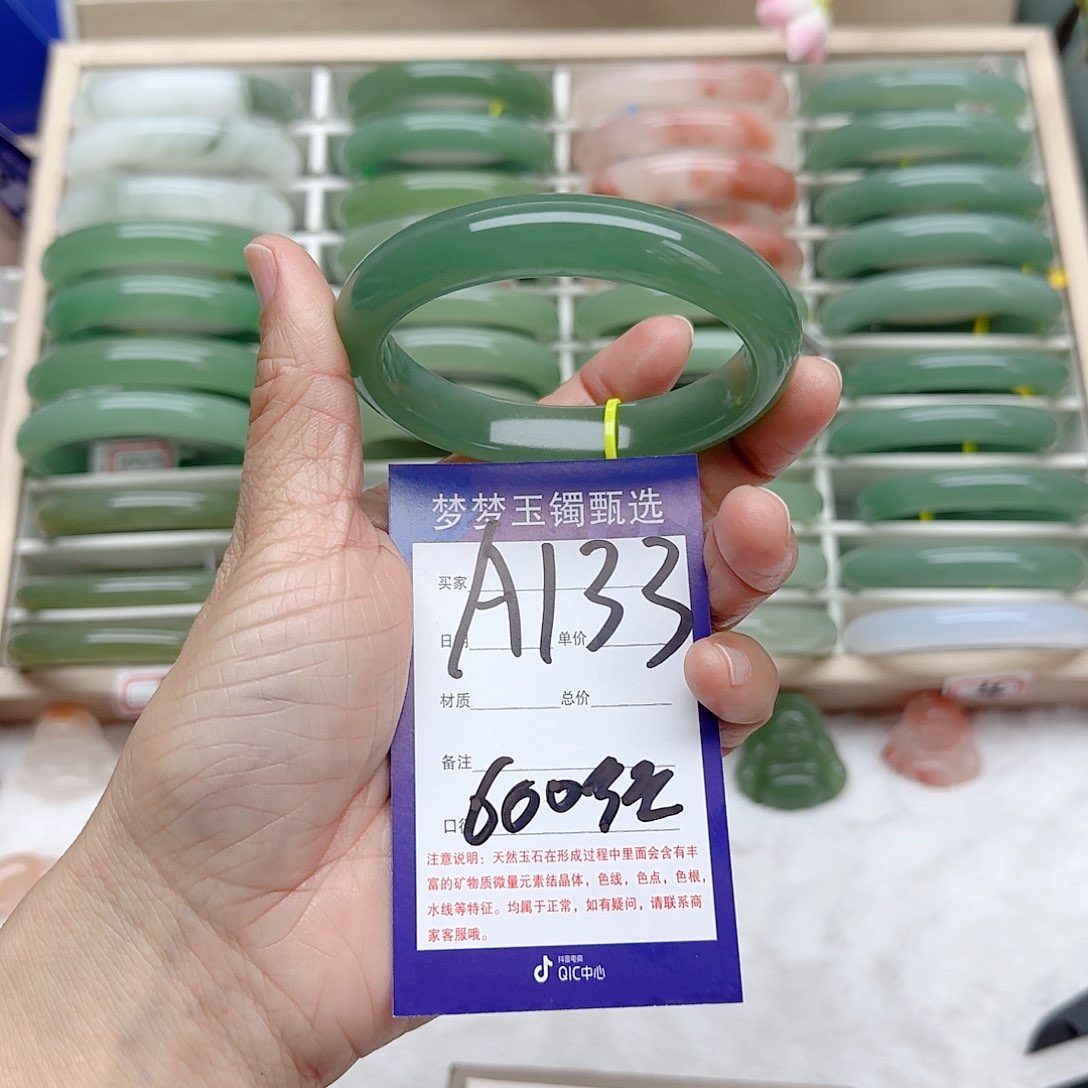 梦梦玉镯甄选
买家
A133
日期 单价
材质 总价
备注
600多
口径
注意说明：天然玉石在形成过程中里面会含有丰
富的矿物质微量元素结晶体，色线，色点，色根，
水线等特征。均属于正常，如有疑问，请联系商
家客服哦。
抖音电商
QIC中心